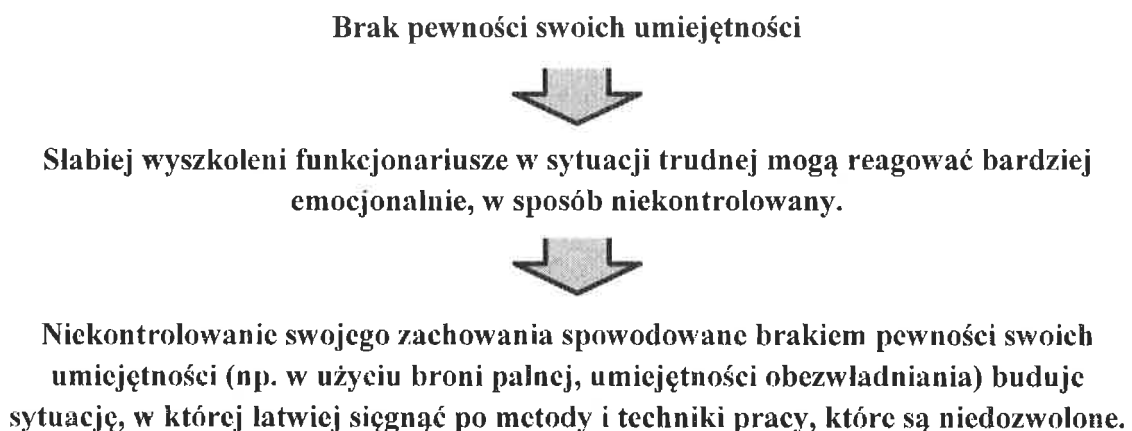 Brak pewności swoich umiejętności
Słabiej wyszkoleni funkcjonariusze w sytuacji trudnej mogą reagować bardziej
emocjonalnie, w sposób niekontrolowany.
Niekontrolowanie swojego zachowania spowodowane brakiem pewności swoich
umiejętności (np. w użyciu broni palnej, umiejętności obezwładniania) buduje
sytuację, w której łatwiej sięgnąć po metody i techniki pracy, które są niedozwolone.